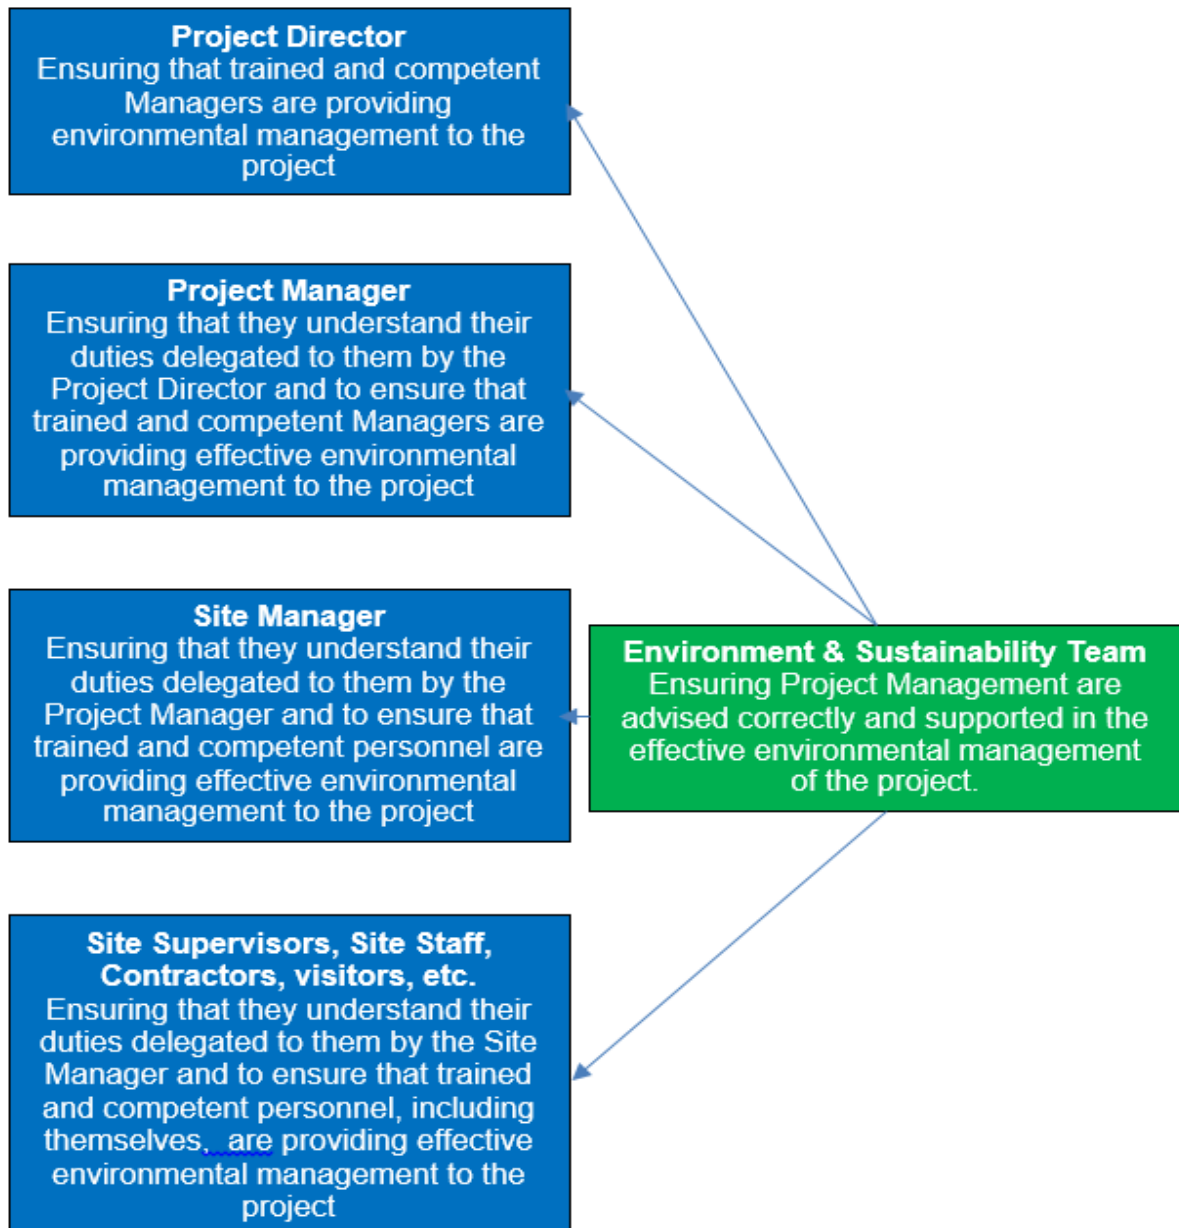 Project Director
Ensuring that trained and competent
Managers are providing
environmental management to the
project
Project Manager
Ensuring that they understand their
duties delegated to them by the
Project Director and to ensure that
trained and competent Managers are
providing effective environmental
management to the project
Site Manager
Ensuring that they understand their
duties delegated to them by the
Project Manager and to ensure that
trained and competent personnel are
providing effective environmental
management to the project
Environment & Sustainability Team
Ensuring Project Management are
advised correctly and supported in the
effective environmental management
of the project.
Site Supervisors, Site Staff,
Contractors, visitors, etc.
Ensuring that they understand their
duties delegated to them by the Site
Manager and to ensure that trained
and competent personnel, including
themselves,  are providing effective
environmental management to the
project